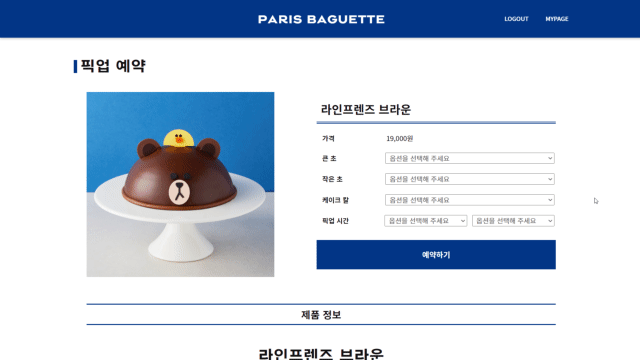 PARIS BAGUETTE
LOGOUT MYPAGE
픽업 예약
라인프렌즈 브라운
가격 19,000원
큰 초 옵션을 선택해 주세요
작은 초 옵션을 선택해 주세요
케이크 칼 옵션을 선택해 주세요
픽업 시간 옵션을 선택해 주세요 옵션을 선택해 주세요
예약하기
제품 정보
라인프렌즈 브라운